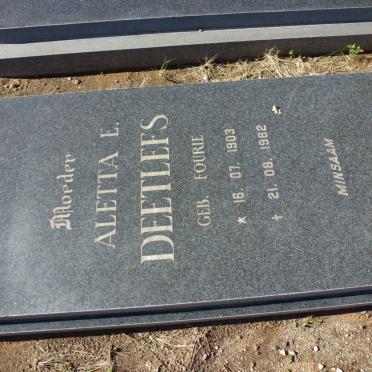 Moeder
ALETTA E.
DEETLEFS
GEB. FOURIE
★ 16. 07. 1903
✝ 21. 08. 1982
MINSAAM